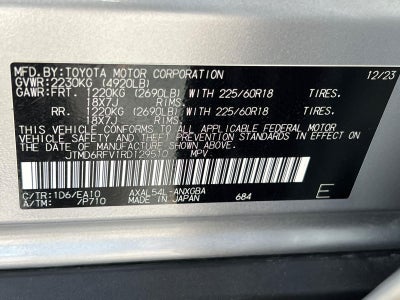 MFD.BY:TOYOTA MOTOR CORPORATION 12/23
GVWR:2230KG (4920LB)
GAWR:FRT. 1220KG (2690LB) WITH 225/60R18 TIRES.
18X7J RIMS.
RR. 1220KG (2690LB) WITH 225/60R18 TIRES.
18X7J RIMS.
THIS VEHICLE CONFORMS TO ALL APPLICABLE FEDERAL MOTOR
VEHICLE SAFETY AND BUMPER STANDARDS IN EFFECT ON
THE DATE OF MANUFACTURE SHOWN ABOVE.
JTMD6RFV1RD129510 MPV
C/TR:1D6/EA10 AXAL54L-ANXGBA
A/TM: -/P710 MADE IN JAPAN 684 E